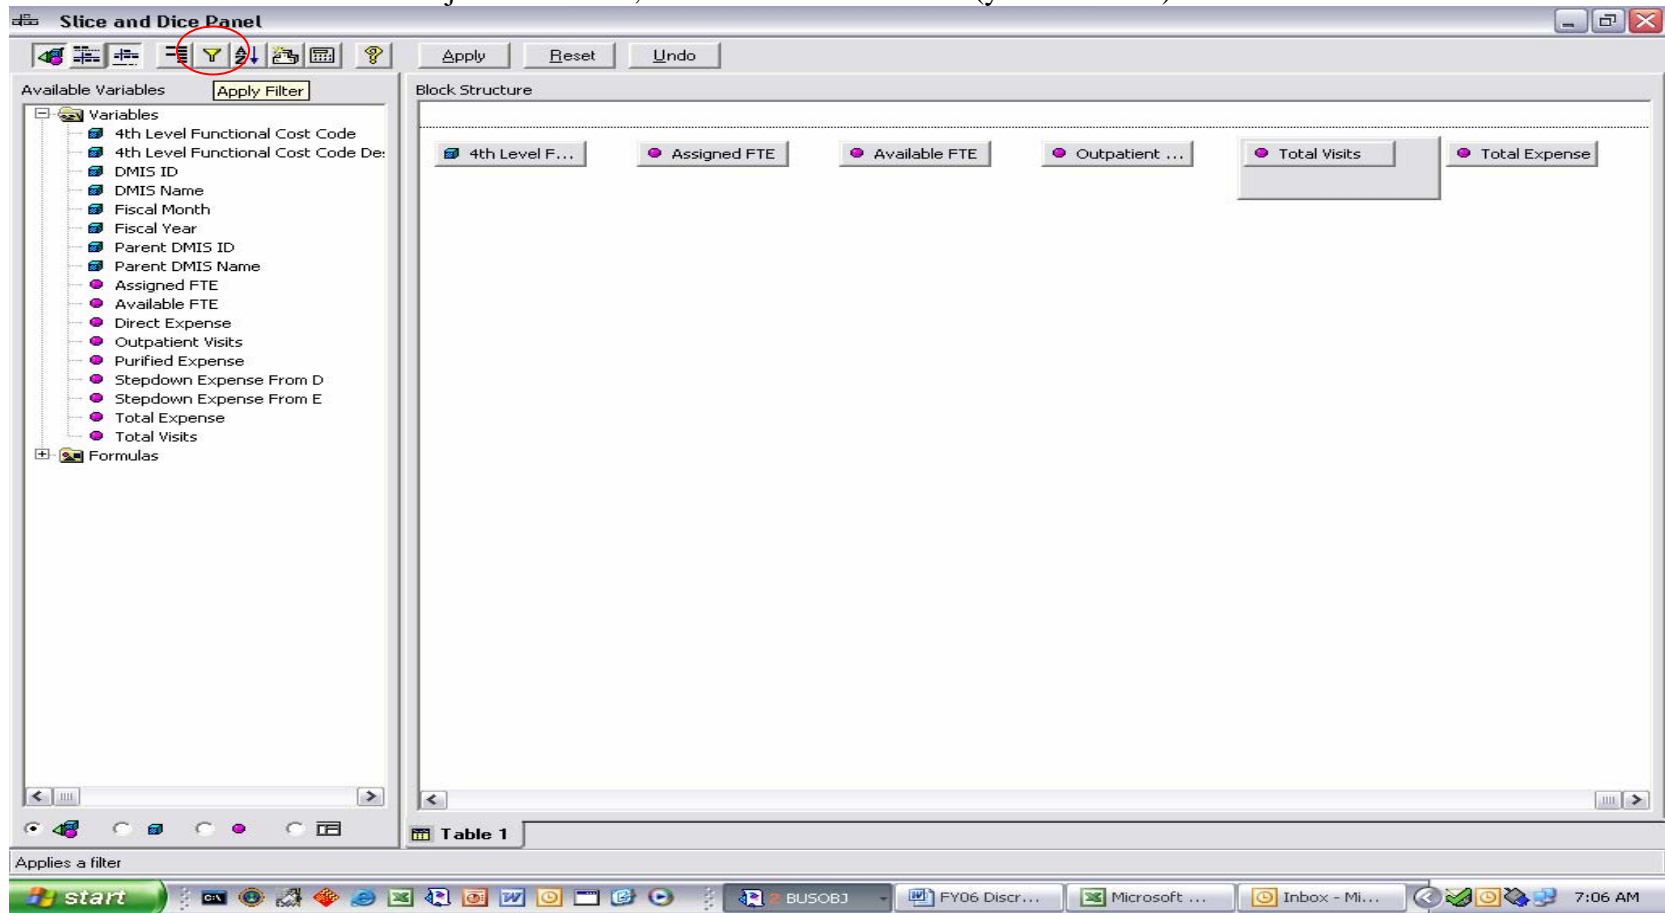 Slice and Dice Panel
Apply Reset Undo
Available Variables
Apply Filter
Block Structure
Variables
4th Level Functional Cost Code
4th Level Functional Cost Code De:
DMIS ID
DMIS Name
Fiscal Month
Fiscal Year
Parent DMIS ID
Parent DMIS Name
Assigned FTE
Available FTE
Direct Expense
Outpatient Visits
Purified Expense
Stepdown Expense From D
Stepdown Expense From E
Total Expense
Total Visits
Formulas
4th Level F... Assigned FTE Available FTE Outpatient ... Total Visits Total Expense
Table 1
Applies a filter
start 2 BUSOBJ FY06 Discr... Microsoft ... Inbox - Mi... 7:06 AM